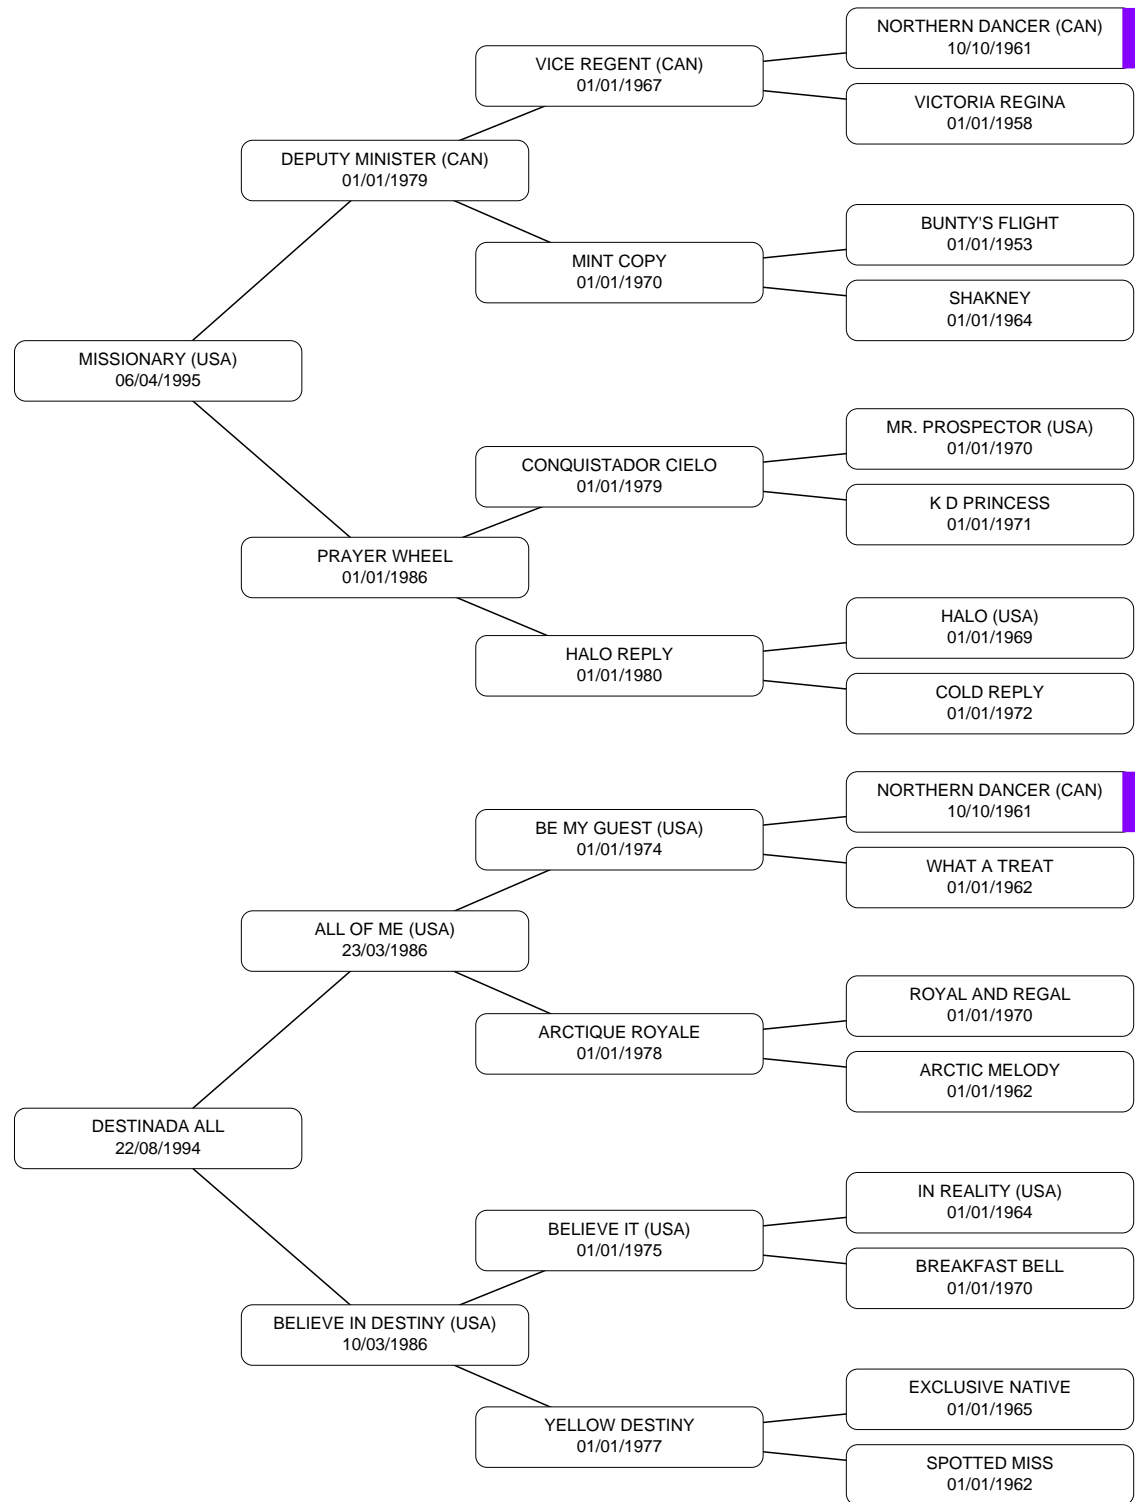 NORTHERN DANCER (CAN)
10/10/1961
VICE REGENT (CAN)
01/01/1967
VICTORIA REGINA
01/01/1958
DEPUTY MINISTER (CAN)
01/01/1979
BUNTY'S FLIGHT
01/01/1953
MINT COPY
01/01/1970
SHAKNEY
01/01/1964
MISSIONARY (USA)
06/04/1995
MR. PROSPECTOR (USA)
01/01/1970
CONQUISTADOR CIELO
01/01/1979
K D PRINCESS
01/01/1971
PRAYER WHEEL
01/01/1986
HALO (USA)
01/01/1969
HALO REPLY
01/01/1980
COLD REPLY
01/01/1972
NORTHERN DANCER (CAN)
10/10/1961
BE MY GUEST (USA)
01/01/1974
WHAT A TREAT
01/01/1962
ALL OF ME (USA)
23/03/1986
ROYAL AND REGAL
01/01/1970
ARCTIQUE ROYALE
01/01/1978
ARCTIC MELODY
01/01/1962
DESTINADA ALL
22/08/1994
IN REALITY (USA)
01/01/1964
BELIEVE IT (USA)
01/01/1975
BREAKFAST BELL
01/01/1970
BELIEVE IN DESTINY (USA)
10/03/1986
EXCLUSIVE NATIVE
01/01/1965
YELLOW DESTINY
01/01/1977
SPOTTED MISS
01/01/1962